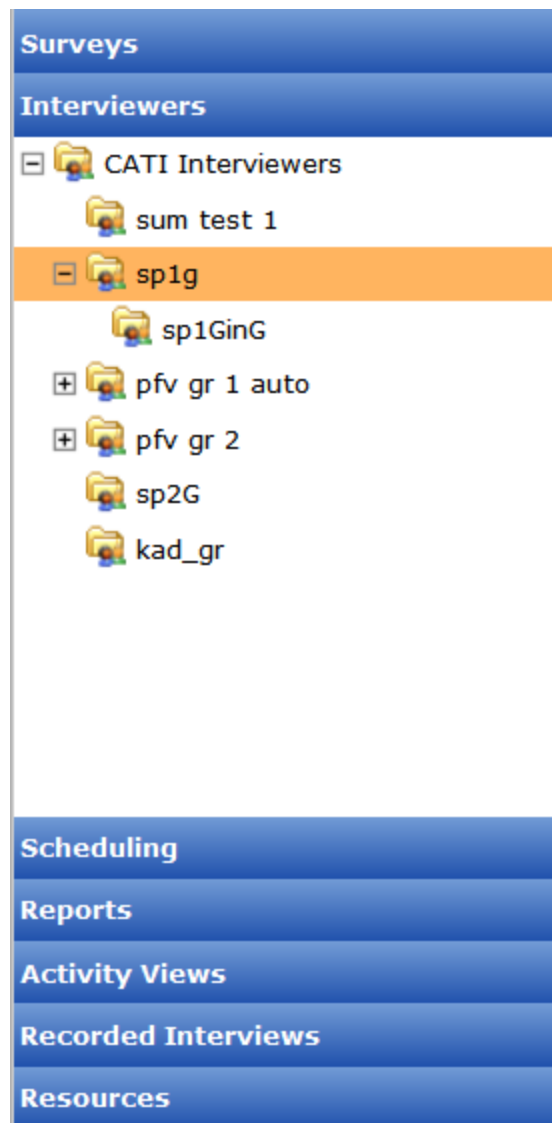 Surveys
Interviewers
CATI Interviewers
sum test 1
sp1g
sp1GinG
pfv gr 1 auto
pfv gr 2
sp2G
kad_gr
Scheduling
Reports
Activity Views
Recorded Interviews
Resources